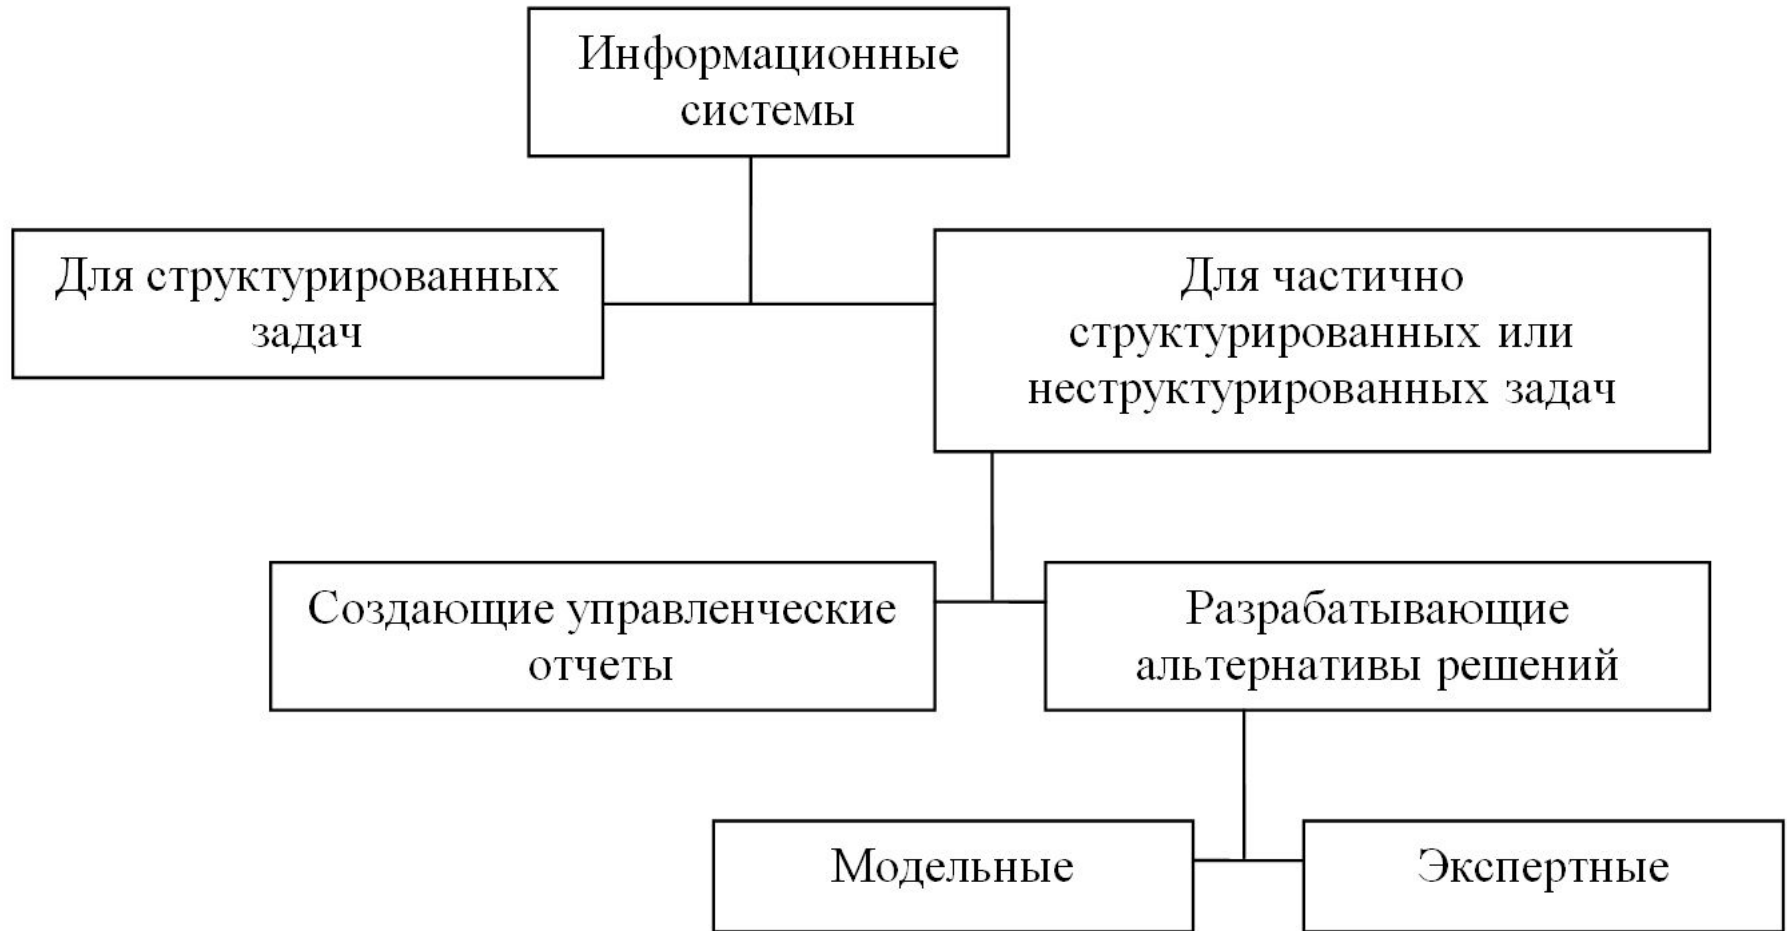 Информационные
системы
Для структурированных
задач
Для частично
структурированных или
неструктурированных задач
Создающие управленческие
отчеты
Разрабатывающие
альтернативы решений
Модельные
Экспертные